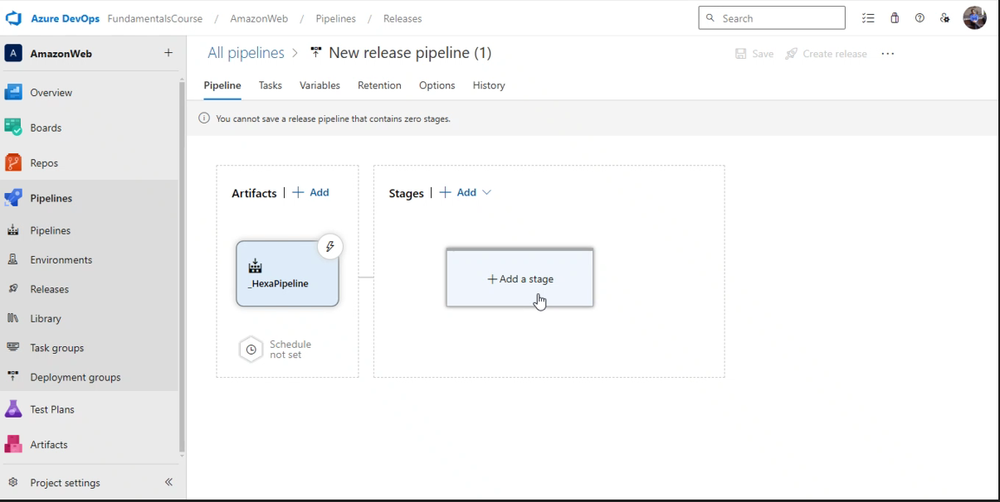 Azure DevOps FundamentalsCourse / AmazonWeb / Pipelines / Releases
Search
A AmazonWeb +
Overview
Boards
Repos
Pipelines
Pipelines
Environments
Releases
Library
Task groups
Deployment groups
Test Plans
Artifacts
Project settings
All pipelines > New release pipeline (1)
Save Create release ...
Pipeline Tasks Variables Retention Options History
You cannot save a release pipeline that contains zero stages.
Artifacts | + Add
_HexaPipeline
Schedule
not set
Stages | + Add
+ Add a stage